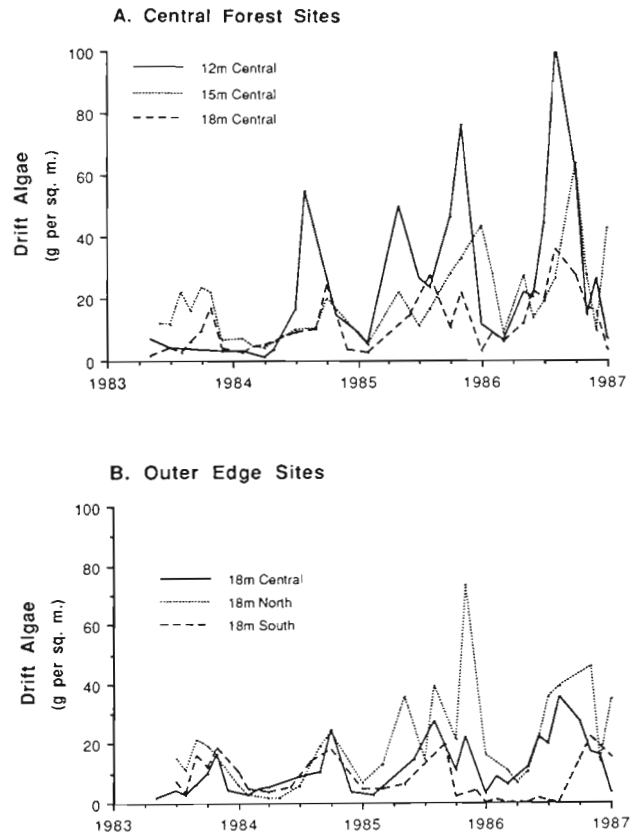 A. Central Forest Sites
Drift Algae
(g per sq. m.)
100
80
60
40
20
0
12m Central
15m Central
18m Central
1983 1984 1985 1986 1987
B. Outer Edge Sites
Drift Algae
(g per sq. m.)
100
80
60
40
20
0
18m Central
18m North
18m South
1983 1984 1985 1986 1987